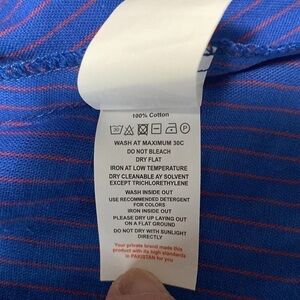 100% Cotton
30 P
WASH AT MAXIMUM 30C
DO NOT BLEACH
DRY FLAT
IRON AT LOW TEMPERATURE
DRY CLEANABLE AY SOLVENT
EXCEPT TRICHLORETHYLENE
WASH INSIDE OUT
USE RECOMMENDED DETERGENT
FOR COLORS
IRON INSIDE OUT
PLEASE DRY UP LAYING OUT
ON A FLAT GROUND
DO NOT DRY WITH SUNLIGHT
DIRECTLY
Your private brand made this
product with its high standards
in PAKISTAN for you